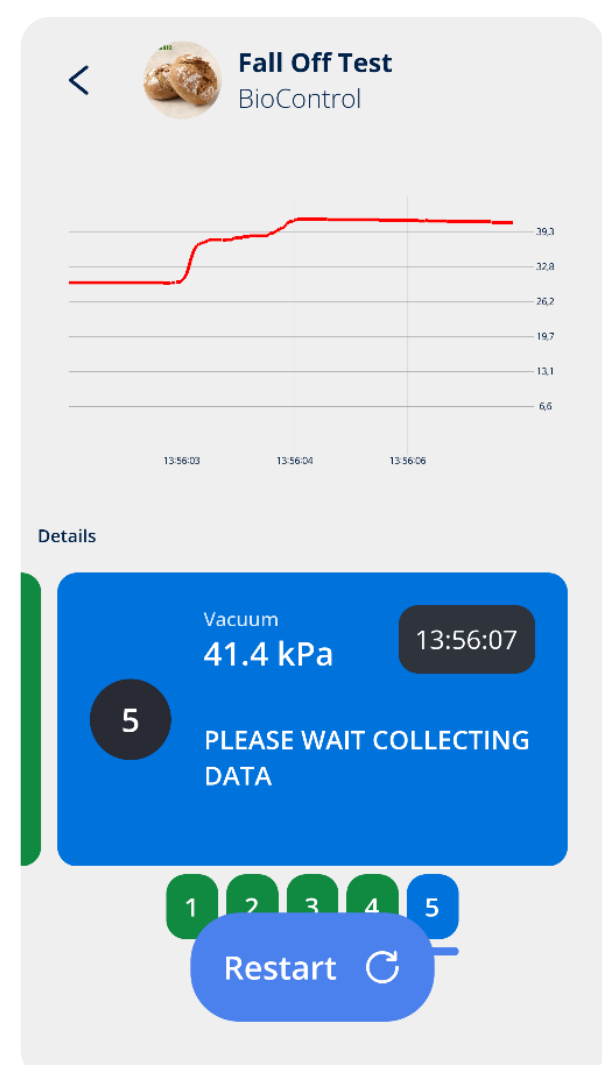 Fall Off Test
BioControl
39,3
32,8
26,2
19,7
13,1
6,6
13:56:03
13:56:04
13:56:06
Details
Vacuum
41.4 kPa
13:56:07
5
PLEASE WAIT COLLECTING
DATA
1 2 3 4 5
Restart